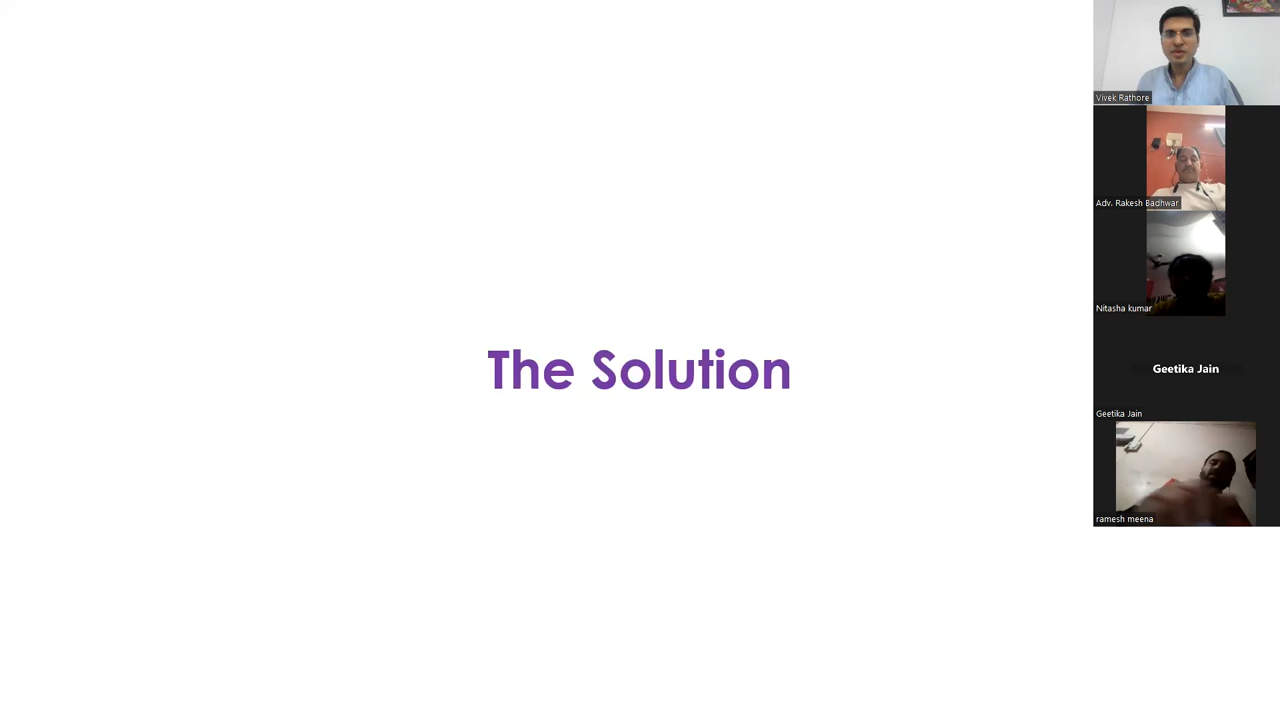 The Solution
Vivek Rathore
Adv. Rakesh Badhwar
Nitasha kumar
Geetika Jain
Geetika Jain
ramesh meena